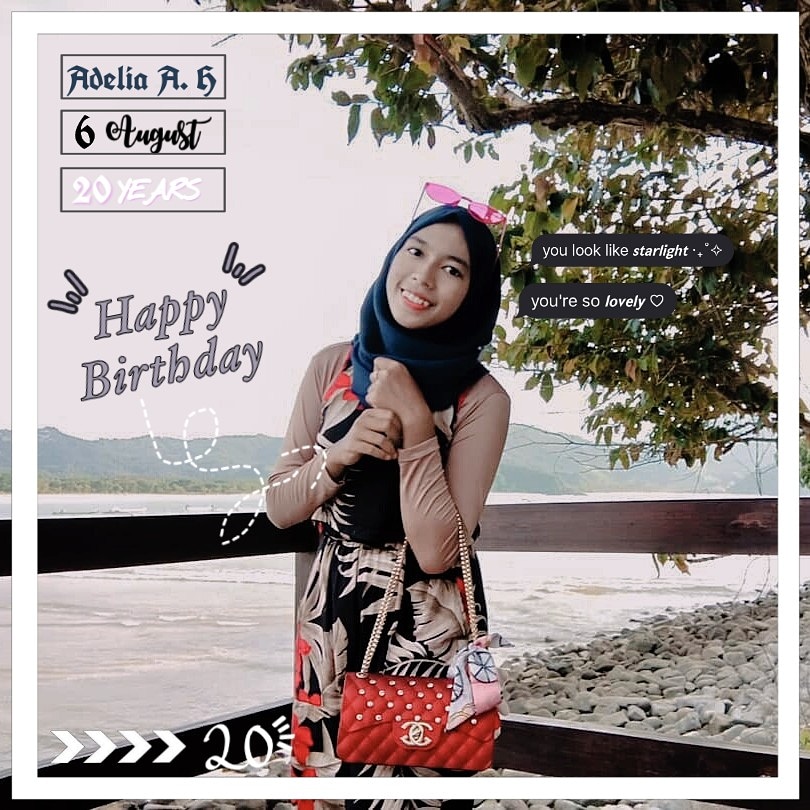 Adelia A. H
6 August
20 YEARS
you look like starlight
you're so lovely ♡
Happy
Birthday
20